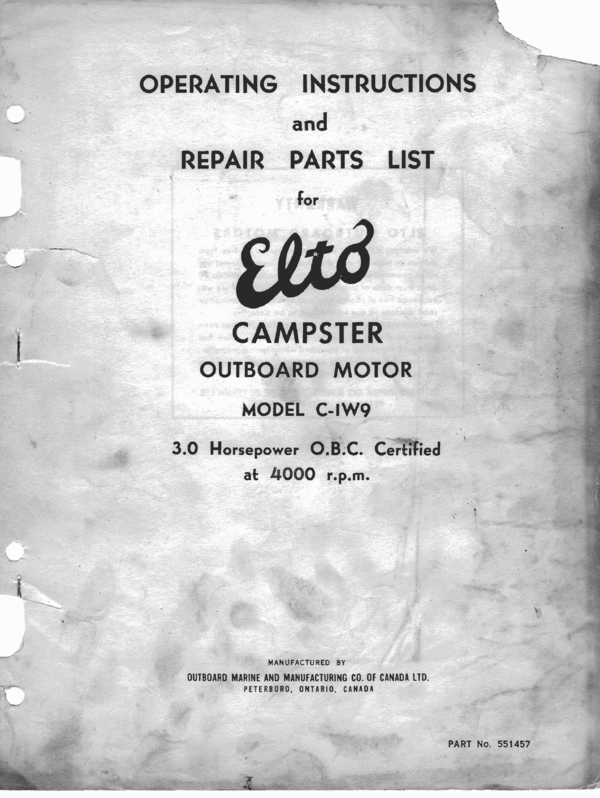 OPERATING INSTRUCTIONS
and
REPAIR PARTS LIST
for
Elto
CAMPSTER
OUTBOARD MOTOR
MODEL C-1W9
3.0 Horsepower O.B.C. Certified
at 4000 r.p.m.
MANUFACTURED BY
OUTBOARD MARINE AND MANUFACTURING CO. OF CANADA LTD.
PETERBORO, ONTARIO, CANADA
PART No. 551457